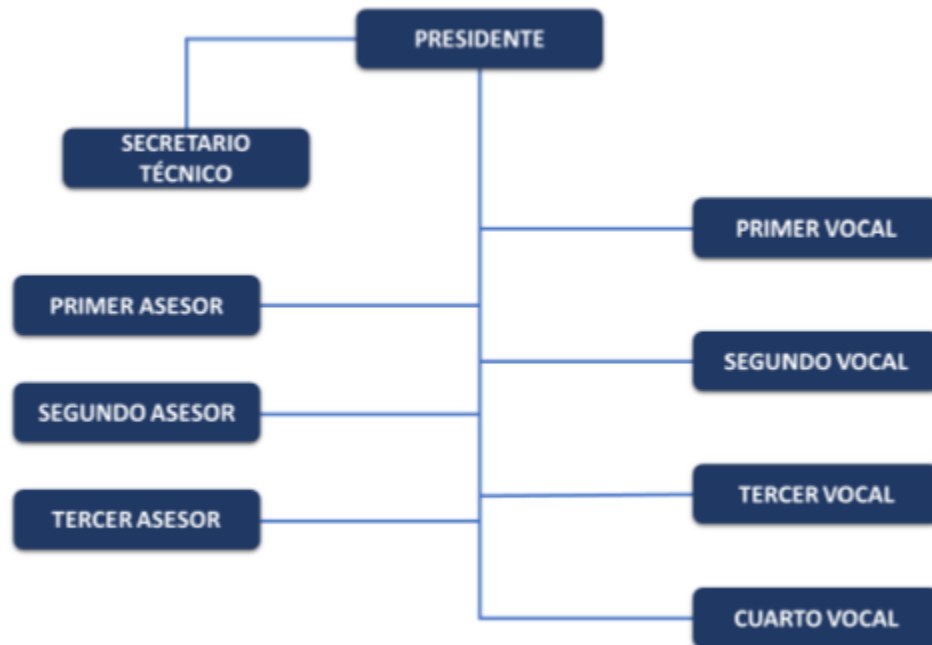 PRESIDENTE
SECRETARIO
TÉCNICO
PRIMER VOCAL
PRIMER ASESOR
SEGUNDO VOCAL
SEGUNDO ASESOR
TERCER VOCAL
TERCER ASESOR
CUARTO VOCAL